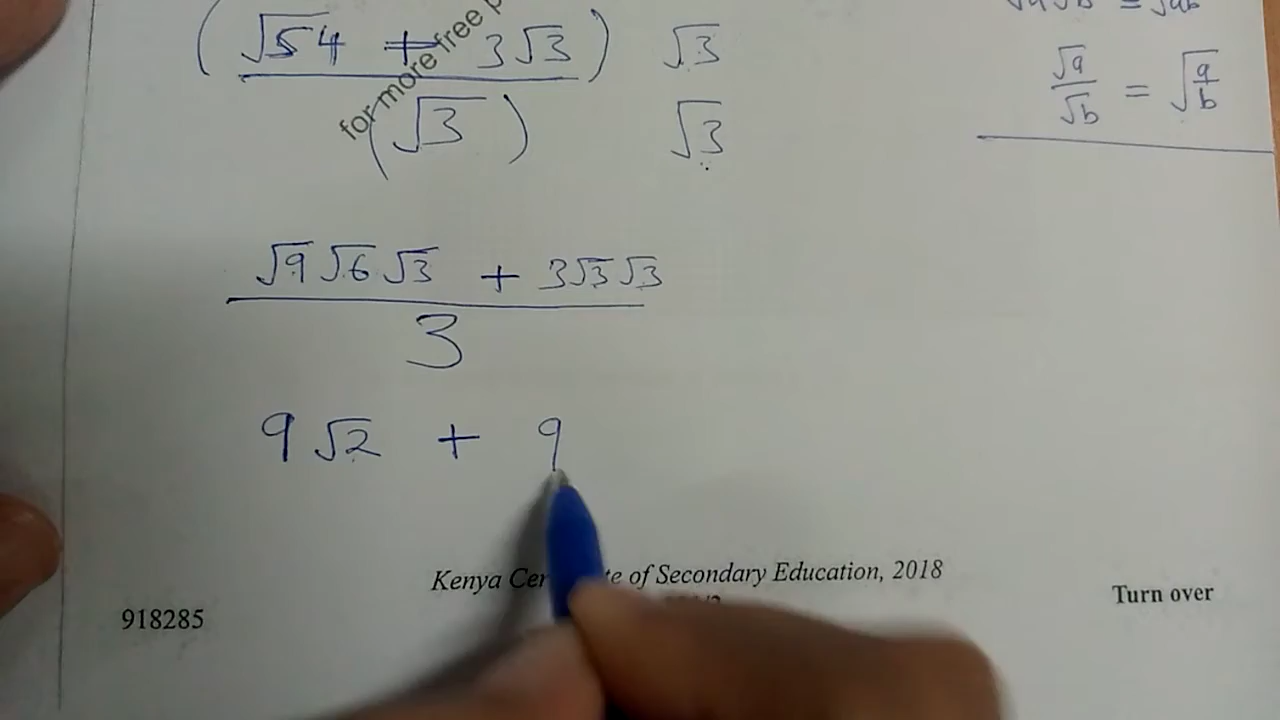 √a√b = √ab
(√54 + 3√3) √3
for more free p
(√3) √3
√a/√b = √a/b
√9√6√3 + 3√3√3
3
9√2 + 9
Kenya Cer te of Secondary Education, 2018
918285
Turn over